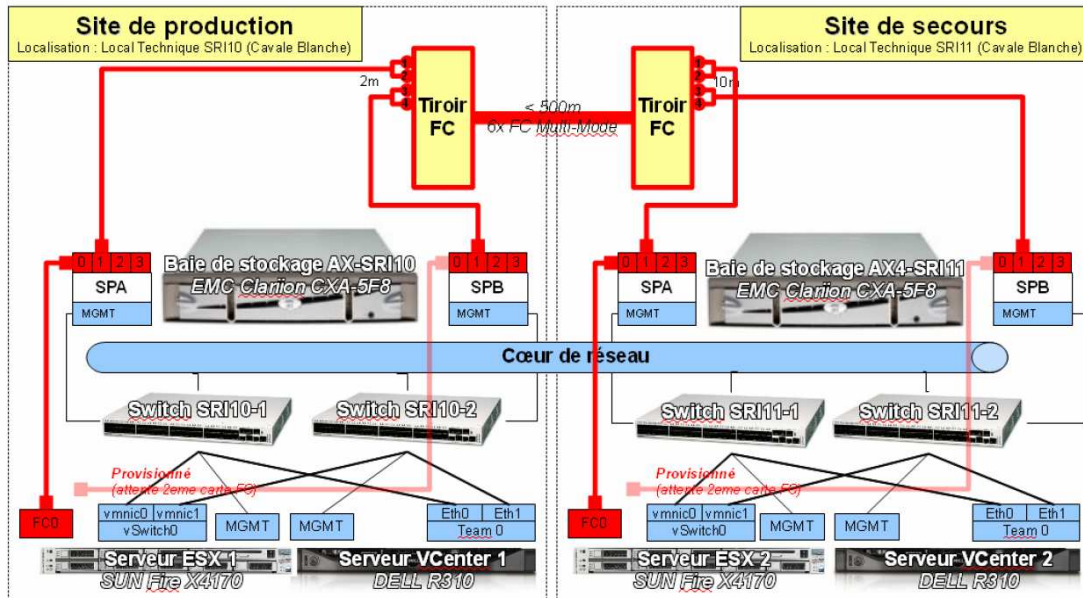 Site de production
Localisation : Local Technique SRI10 (Cavale Blanche)
Site de secours
Localisation : Local Technique SRI11 (Cavale Blanche)
1
2
3
4
2m
Tiroir
FC
< 500m
6x FC Multi-Mode
Tiroir
FC
1
2
3
4
10m
0 1 2 3
SPA
MGMT
Baie de stockage AX-SRI10
EMC Clariion CXA-5F8
0 1 2 3
SPB
MGMT
0 1 2 3
SPA
MGMT
Baie de stockage AX4-SRI11
EMC Clariion CXA-5F8
0 1 2 3
SPB
MGMT
Cœur de réseau
Switch SRI10-1
Switch SRI10-2
Switch SRI11-1
Switch SRI11-2
Provisionné
(attente 2eme carte FC)
Provisionné
(attente 2eme carte FC)
FC0
vmnic0 vmnic1
vSwitch0
MGMT
MGMT
Eth0 Eth1
Team 0
FC0
vmnic0 vmnic1
vSwitch0
MGMT
MGMT
Eth0 Eth1
Team 0
Serveur ESX 1
SUN Fire X4170
Serveur VCenter 1
DELL R310
Serveur ESX 2
SUN Fire X4170
Serveur VCenter 2
DELL R310